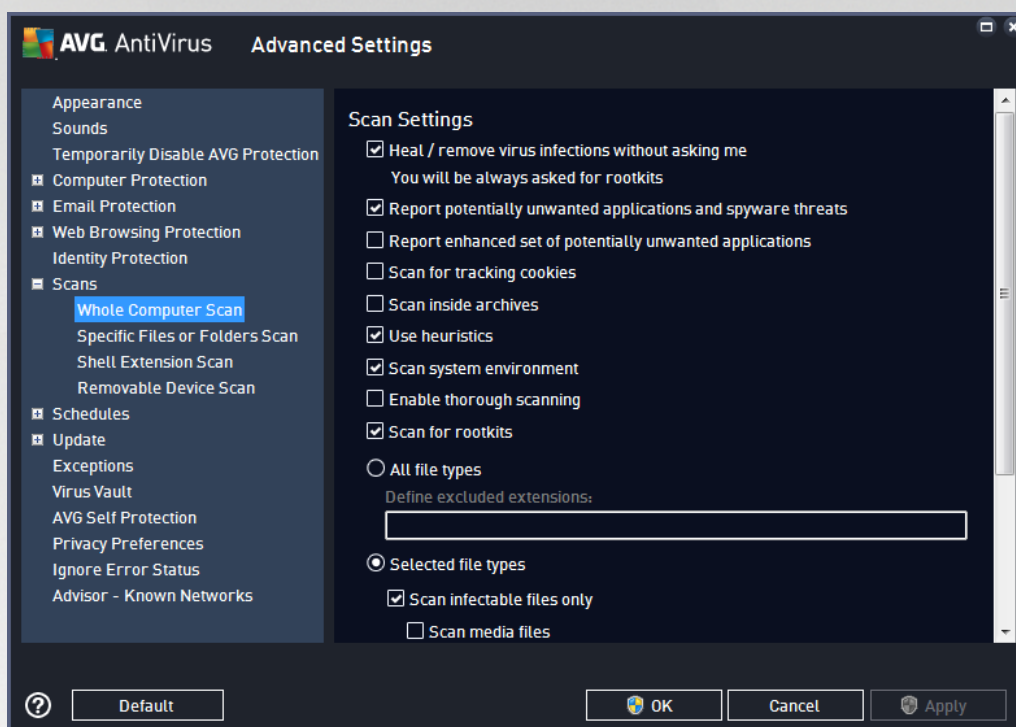 AVG. AntiVirus Advanced Settings
Appearance
Sounds
Temporarily Disable AVG Protection
Computer Protection
Email Protection
Web Browsing Protection
Identity Protection
Scans
Whole Computer Scan
Specific Files or Folders Scan
Shell Extension Scan
Removable Device Scan
Schedules
Update
Exceptions
Virus Vault
AVG Self Protection
Privacy Preferences
Ignore Error Status
Advisor - Known Networks
Scan Settings
Heal / remove virus infections without asking me
You will be always asked for rootkits
Report potentially unwanted applications and spyware threats
Report enhanced set of potentially unwanted applications
Scan for tracking cookies
Scan inside archives
Use heuristics
Scan system environment
Enable thorough scanning
Scan for rootkits
All file types
Define excluded extensions:
Selected file types
Scan infectable files only
Scan media files
? Default OK Cancel Apply